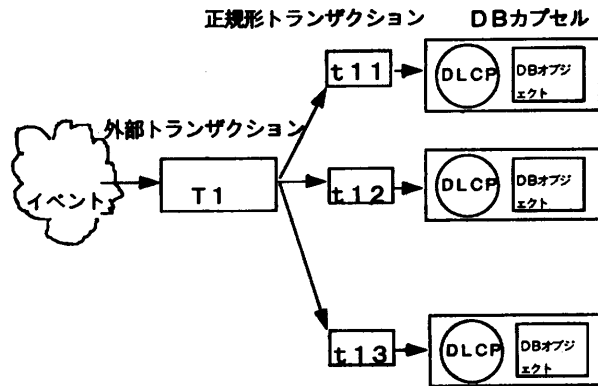 正規形トランザクション
DBカプセル
t11
DLCP
DBオブジ
ェクト
外部トランザクション
イベント
T1
t12
DLCP
DBオブジ
ェクト
t13
DLCP
DBオブジ
ェクト